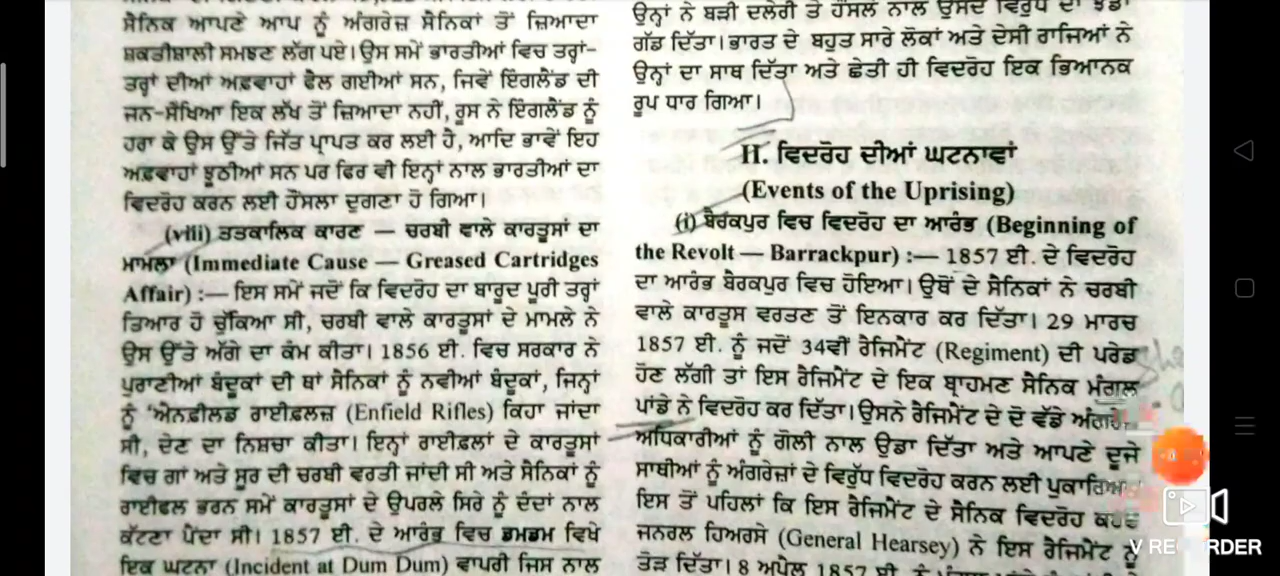 ਸੈਨਿਕ ਆਪਣੇ ਆਪ ਨੂੰ ਅੰਗਰੇਜ਼ ਸੈਨਿਕਾਂ ਤੋਂ ਜ਼ਿਆਦਾ
ਸ਼ਕਤੀਸ਼ਾਲੀ ਸਮਝਣ ਲੱਗ ਪਏ। ਉਸ ਸਮੇਂ ਭਾਰਤੀਆਂ ਵਿਚ ਤਰ੍ਹਾਂ-
ਤਰ੍ਹਾਂ ਦੀਆਂ ਅਫ਼ਵਾਹਾਂ ਫੈਲ ਗਈਆਂ ਸਨ, ਜਿਵੇਂ ਇੰਗਲੈਂਡ ਦੀ
ਜਨ-ਸੰਖਿਆ ਇਕ ਲੱਖ ਤੋਂ ਜ਼ਿਆਦਾ ਨਹੀਂ, ਰੂਸ ਨੇ ਇੰਗਲੈਂਡ ਨੂੰ
ਹਰਾ ਕੇ ਉਸ ਉੱਤੇ ਜਿੱਤ ਪ੍ਰਾਪਤ ਕਰ ਲਈ ਹੈ, ਆਦਿ ਭਾਵੇਂ ਇਹ
ਅਫ਼ਵਾਹਾਂ ਝੂਠੀਆਂ ਸਨ ਪਰ ਫਿਰ ਵੀ ਇਨ੍ਹਾਂ ਨਾਲ ਭਾਰਤੀਆਂ ਦਾ
ਵਿਦਰੋਹ ਕਰਨ ਲਈ ਹੌਂਸਲਾ ਦੁਗਣਾ ਹੋ ਗਿਆ।
(viii) ਤਤਕਾਲਿਕ ਕਾਰਣ — ਚਰਬੀ ਵਾਲੇ ਕਾਰਤੂਸਾਂ ਦਾ
ਮਾਮਲਾ (Immediate Cause — Greased Cartridges
Affair) :— ਇਸ ਸਮੇਂ ਜਦੋਂ ਕਿ ਵਿਦਰੋਹ ਦਾ ਬਾਰੂਦ ਪੂਰੀ ਤਰ੍ਹਾਂ
ਤਿਆਰ ਹੋ ਚੁੱਕਿਆ ਸੀ, ਚਰਬੀ ਵਾਲੇ ਕਾਰਤੂਸਾਂ ਦੇ ਮਾਮਲੇ ਨੇ
ਉਸ ਉੱਤੇ ਅੱਗ ਦਾ ਕੰਮ ਕੀਤਾ। 1856 ਈ. ਵਿਚ ਸਰਕਾਰ ਨੇ
ਪੁਰਾਣੀਆਂ ਬੰਦੂਕਾਂ ਦੀ ਥਾਂ ਸੈਨਿਕਾਂ ਨੂੰ ਨਵੀਆਂ ਬੰਦੂਕਾਂ, ਜਿਨ੍ਹਾਂ
ਨੂੰ 'ਐਨਫ਼ੀਲਡ ਰਾਈਫ਼ਲਜ਼ (Enfield Rifles) ਕਿਹਾ ਜਾਂਦਾ
ਸੀ, ਦੇਣ ਦਾ ਨਿਸ਼ਚਾ ਕੀਤਾ। ਇਨ੍ਹਾਂ ਰਾਈਫਲਾਂ ਦੇ ਕਾਰਤੂਸਾਂ
ਵਿਚ ਗਾਂ ਅਤੇ ਸੂਰ ਦੀ ਚਰਬੀ ਵਰਤੀ ਜਾਂਦੀ ਸੀ ਅਤੇ ਸੈਨਿਕਾਂ ਨੂੰ
ਰਾਈਫਲ ਭਰਨ ਸਮੇਂ ਕਾਰਤੂਸਾਂ ਦੇ ਉਪਰਲੇ ਸਿਰੇ ਨੂੰ ਦੰਦਾਂ ਨਾਲ
ਕੱਟਣਾ ਪੈਂਦਾ ਸੀ। 1857 ਈ. ਦੇ ਆਰੰਭ ਵਿਚ ਡਮਡਮ ਵਿਖੇ
ਇਕ ਘਟਨਾ (Incident at Dum Dum) ਵਾਪਰੀ ਜਿਸ ਨਾਲ
ਉਨ੍ਹਾਂ ਨੇ ਬੜੀ ਦਲੇਰੀ ਤੇ ਹੌਂਸਲੇ ਨਾਲ ਉਸਦੇ ਵਿਰੁਧ ਦਾ ਝੰਡਾ
ਗੱਡ ਦਿੱਤਾ। ਭਾਰਤ ਦੇ ਬਹੁਤ ਸਾਰੇ ਲੋਕਾਂ ਅਤੇ ਦੇਸੀ ਰਾਜਿਆਂ ਨੇ
ਉਨ੍ਹਾਂ ਦਾ ਸਾਥ ਦਿੱਤਾ ਅਤੇ ਛੇਤੀ ਹੀ ਵਿਦਰੋਹ ਇਕ ਭਿਆਨਕ
ਰੂਪ ਧਾਰ ਗਿਆ।
II. ਵਿਦਰੋਹ ਦੀਆਂ ਘਟਨਾਵਾਂ
(Events of the Uprising)
(i) ਬੈਰਕਪੁਰ ਵਿਚ ਵਿਦਰੋਹ ਦਾ ਆਰੰਭ (Beginning of
the Revolt — Barrackpur) :— 1857 ਈ. ਦੇ ਵਿਦਰੋਹ
ਦਾ ਆਰੰਭ ਬੈਰਕਪੁਰ ਵਿਚ ਹੋਇਆ। ਉਥੋਂ ਦੇ ਸੈਨਿਕਾਂ ਨੇ ਚਰਬੀ
ਵਾਲੇ ਕਾਰਤੂਸ ਵਰਤਣ ਤੋਂ ਇਨਕਾਰ ਕਰ ਦਿੱਤਾ। 29 ਮਾਰਚ
1857 ਈ. ਨੂੰ ਜਦੋਂ 34ਵੀਂ ਰੈਜਿਮੈਂਟ (Regiment) ਦੀ ਪਰੇਡ
ਹੋਣ ਲੱਗੀ ਤਾਂ ਇਸ ਰੈਜਿਮੈਂਟ ਦੇ ਇਕ ਬ੍ਰਾਹਮਣ ਸੈਨਿਕ ਮੰਗਲ
ਪਾਂਡੇ ਨੇ ਵਿਦਰੋਹ ਕਰ ਦਿੱਤਾ। ਉਸਨੇ ਰੈਜਿਮੈਂਟ ਦੇ ਦੋ ਵੱਡੇ
ਅਧਿਕਾਰੀਆਂ ਨੂੰ ਗੋਲੀ ਨਾਲ ਉਡਾ ਦਿੱਤਾ ਅਤੇ ਆਪਣੇ ਦੂਜੇ
ਸਾਥੀਆਂ ਨੂੰ ਅੰਗਰੇਜ਼ਾਂ ਦੇ ਵਿਰੁੱਧ ਵਿਦਰੋਹ ਕਰਨ ਲਈ
ਇਸ ਤੋਂ ਪਹਿਲਾਂ ਕਿ ਇਸ ਰੈਜਿਮੈਂਟ ਦੇ ਸੈਨਿਕ ਵਿਦਰੋਹ
ਜਨਰਲ ਹਿਅਰਸੇ (General Hearsey) ਨੇ ਇਸ ਰੈਜਿਮੈਂਟ ਨੂੰ
ਤੋੜ ਦਿੱਤਾ। 8 ਅਪ੍ਰੈਲ 1857 ਈ. ਨੂੰ